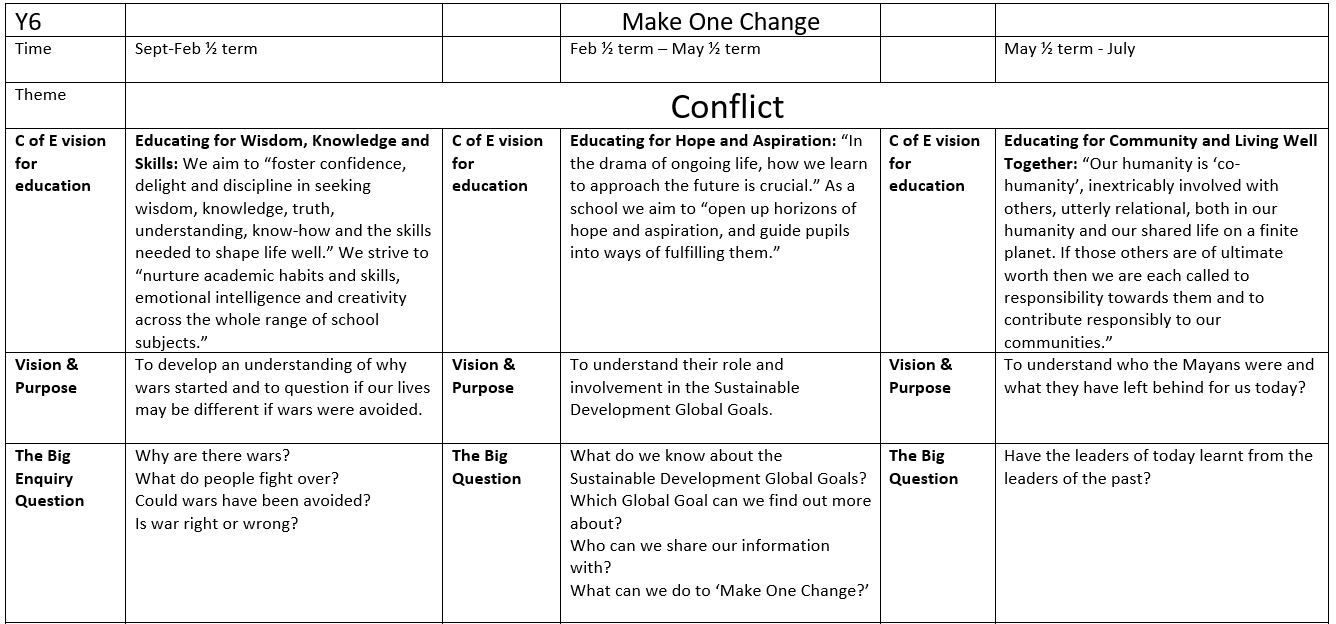 Y6
Make One Change
Time
Sept-Feb ½ term
Feb ½ term – May ½ term
May ½ term - July
Theme
Conflict
C of E vision
for
education
Educating for Wisdom, Knowledge and
Skills: We aim to “foster confidence,
delight and discipline in seeking
wisdom, knowledge, truth,
understanding, know-how and the skills
needed to shape life well.” We strive to
“nurture academic habits and skills,
emotional intelligence and creativity
across the whole range of school
subjects.”
C of E vision
for
education
Educating for Hope and Aspiration: “In
the drama of ongoing life, how we learn
to approach the future is crucial.” As a
school we aim to “open up horizons of
hope and aspiration, and guide pupils
into ways of fulfilling them.”
C of E vision
for
education
Educating for Community and Living Well
Together: “Our humanity is ‘co-
humanity’, inextricably involved with
others, utterly relational, both in our
humanity and our shared life on a finite
planet. If those others are of ultimate
worth then we are each called to
responsibility towards them and to
contribute responsibly to our
communities.”
Vision &
Purpose
To develop an understanding of why
wars started and to question if our lives
may be different if wars were avoided.
Vision &
Purpose
To understand their role and
involvement in the Sustainable
Development Global Goals.
Vision &
Purpose
To understand who the Mayans were and
what they have left behind for us today?
The Big
Enquiry
Question
Why are there wars?
What do people fight over?
Could wars have been avoided?
Is war right or wrong?
The Big
Question
What do we know about the
Sustainable Development Global Goals?
Which Global Goal can we find out more
about?
Who can we share our information
with?
What can we do to ‘Make One Change?’
The Big
Question
Have the leaders of today learnt from the
leaders of the past?